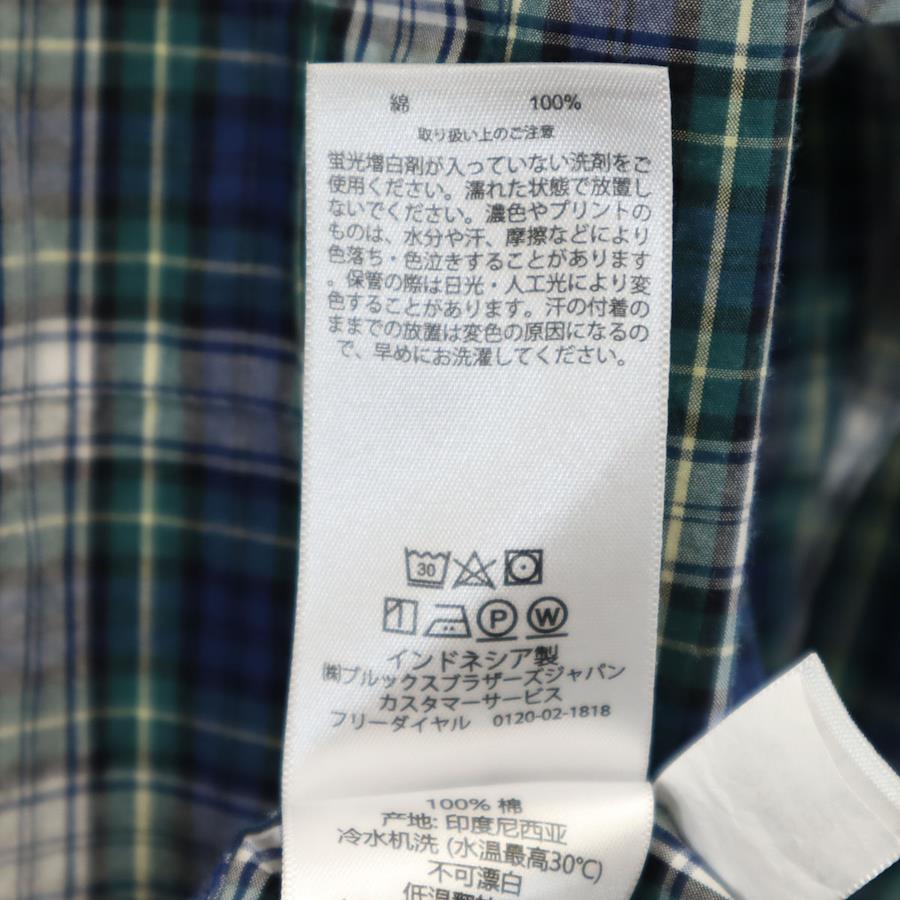 綿 100%
取り扱い上のご注意
蛍光増白剤が入っていない洗剤をご
使用ください。濡れた状態で放置し
ないでください。濃色やプリントの
ものは、水分や汗、摩擦などにより
色落ち・色泣きすることがあります
。保管の際は日光・人工光により変
色することがあります。汗の付着の
ままでの放置は変色の原因になるの
で、早めにお洗濯してください。
30
P W
インドネシア製
㈱ブルックスブラザーズジャパン
カスタマーサービス
フリーダイヤル 0120-02-1818
100% 棉
产地: 印度尼西亚
冷水机洗 (水温最高30℃)
不可漂白
低温翻转